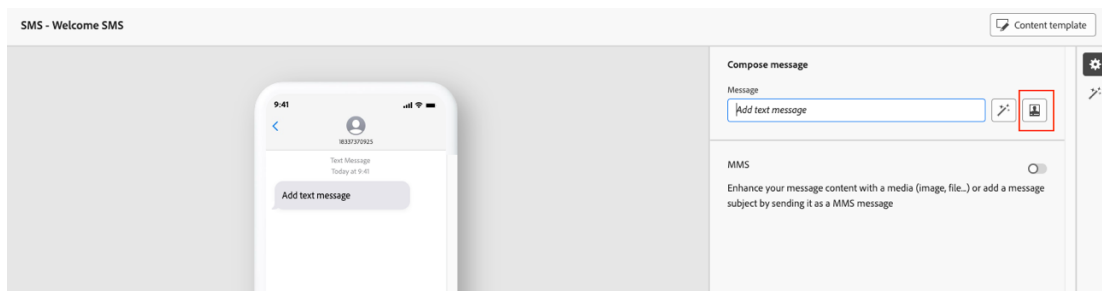 SMS - Welcome SMS
Content template
Compose message
Message
Add text message
9:41
18337370925
Text Message
Today at 9:41
Add text message
MMS
Enhance your message content with a media (image, file...) or add a message
subject by sending it as a MMS message